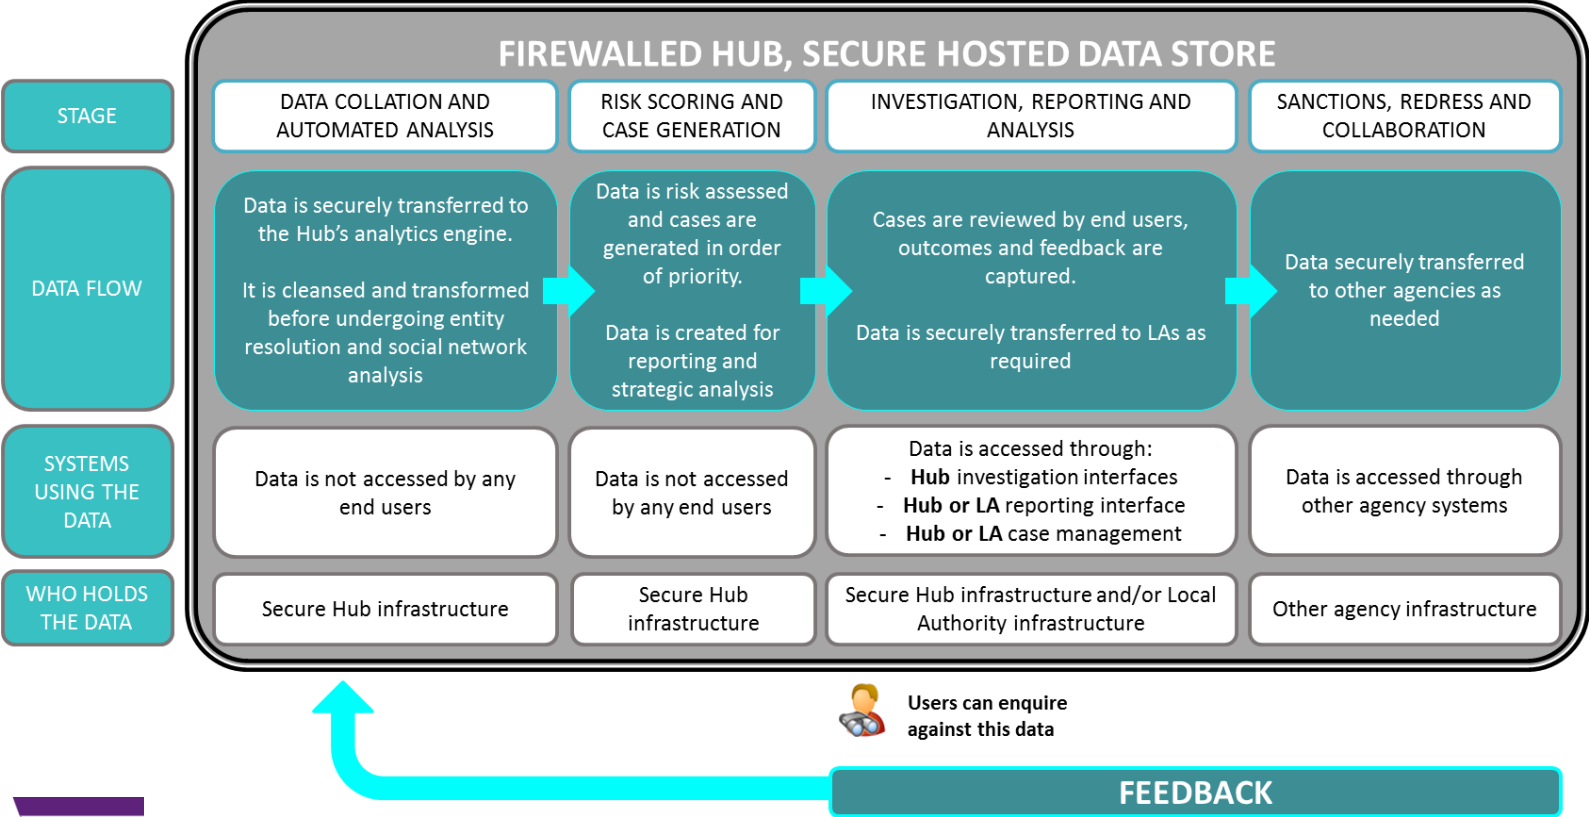 FIREWALLED HUB, SECURE HOSTED DATA STORE
STAGE
DATA COLLATION AND
AUTOMATED ANALYSIS
RISK SCORING AND
CASE GENERATION
INVESTIGATION, REPORTING AND
ANALYSIS
SANCTIONS, REDRESS AND
COLLABORATION
DATA FLOW
Data is securely transferred to
the Hub's analytics engine.
It is cleansed and transformed
before undergoing entity
resolution and social network
analysis
Data is risk assessed
and cases are
generated in order
of priority.
Data is created for
reporting and
strategic analysis
Cases are reviewed by end users,
outcomes and feedback are
captured.
Data is securely transferred to LAs as
required
Data securely transferred
to other agencies as
needed
SYSTEMS
USING THE
DATA
Data is not accessed by any
end users
Data is not accessed
by any end users
Data is accessed through:
- Hub investigation interfaces
- Hub or LA reporting interface
- Hub or LA case management
Data is accessed through
other agency systems
WHO HOLDS
THE DATA
Secure Hub infrastructure
Secure Hub
infrastructure
Secure Hub infrastructure and/or Local
Authority infrastructure
Other agency infrastructure
Users can enquire
against this data
FEEDBACK